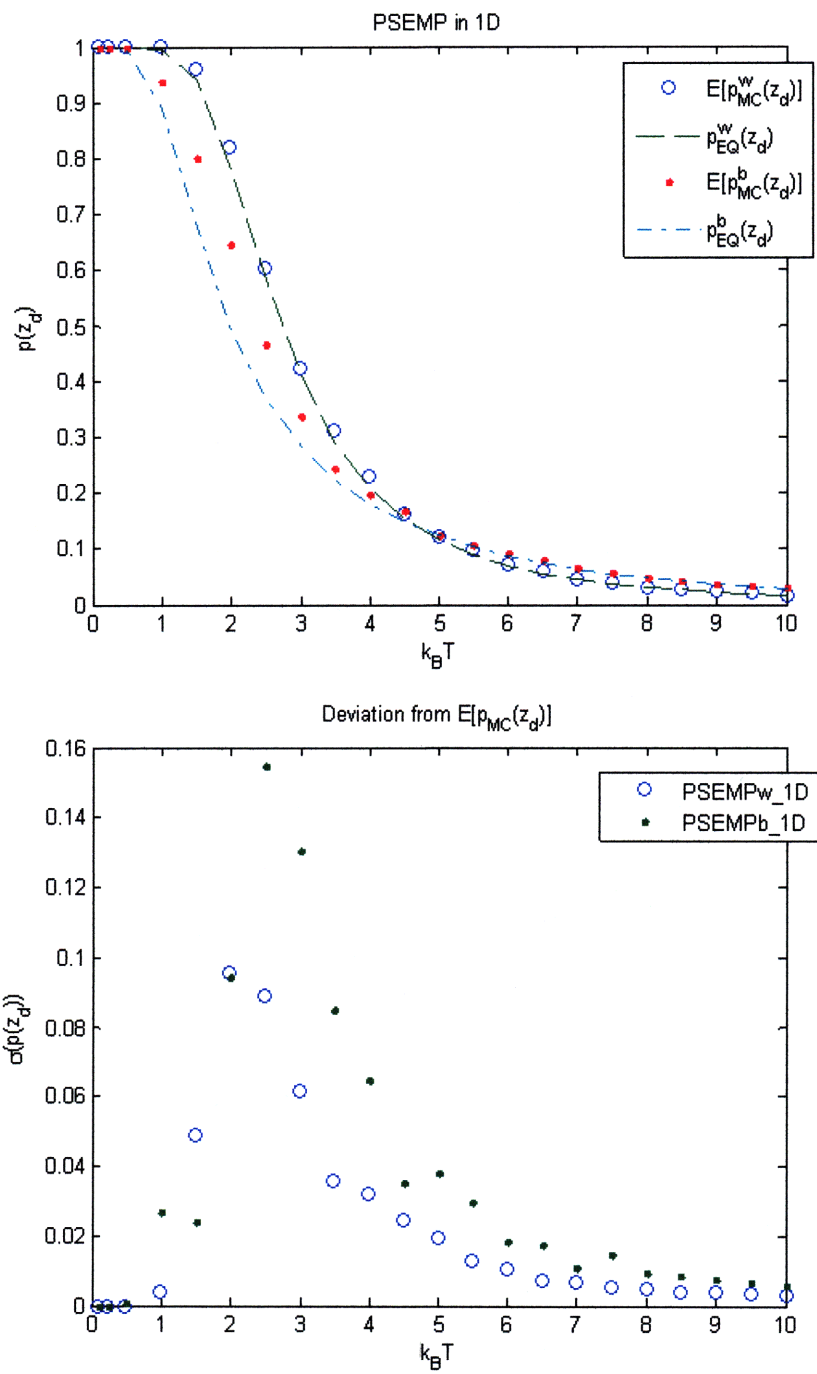 PSEMP in 1D
1
0.9
0.8
0.7
0.6
0.5
0.4
0.3
0.2
0.1
0
p(z_d)
E[p^w_MC(z_d)]
p^w_EQ(z_d)
E[p^b_MC(z_d)]
p^b_EQ(z_d)
0 1 2 3 4 5 6 7 8 9 10
k_BT
Deviation from E[p_MC(z_d)]
0.16
0.14
0.12
0.1
0.08
0.06
0.04
0.02
0
σ(p(z_d))
PSEMPw_1D
PSEMPb_1D
0 1 2 3 4 5 6 7 8 9 10
k_BT